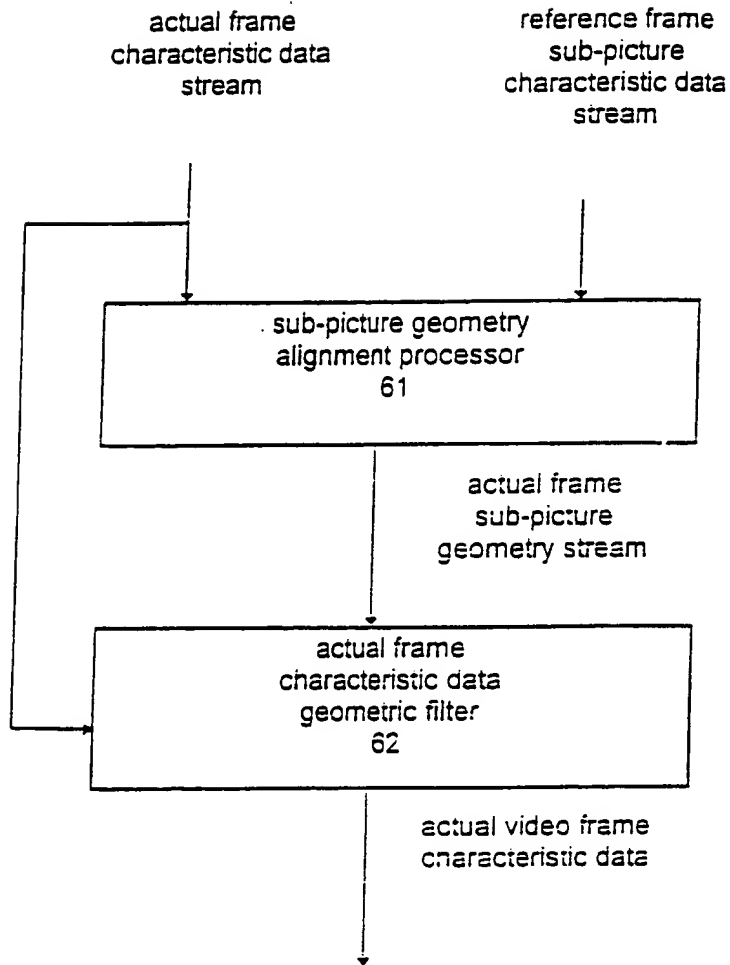 actual frame
characteristic data
stream
reference frame
sub-picture
characteristic data
stream
sub-picture geometry
alignment processor
61
actual frame
sub-picture
geometry stream
actual frame
characteristic data
geometric filter
62
actual video frame
characteristic data